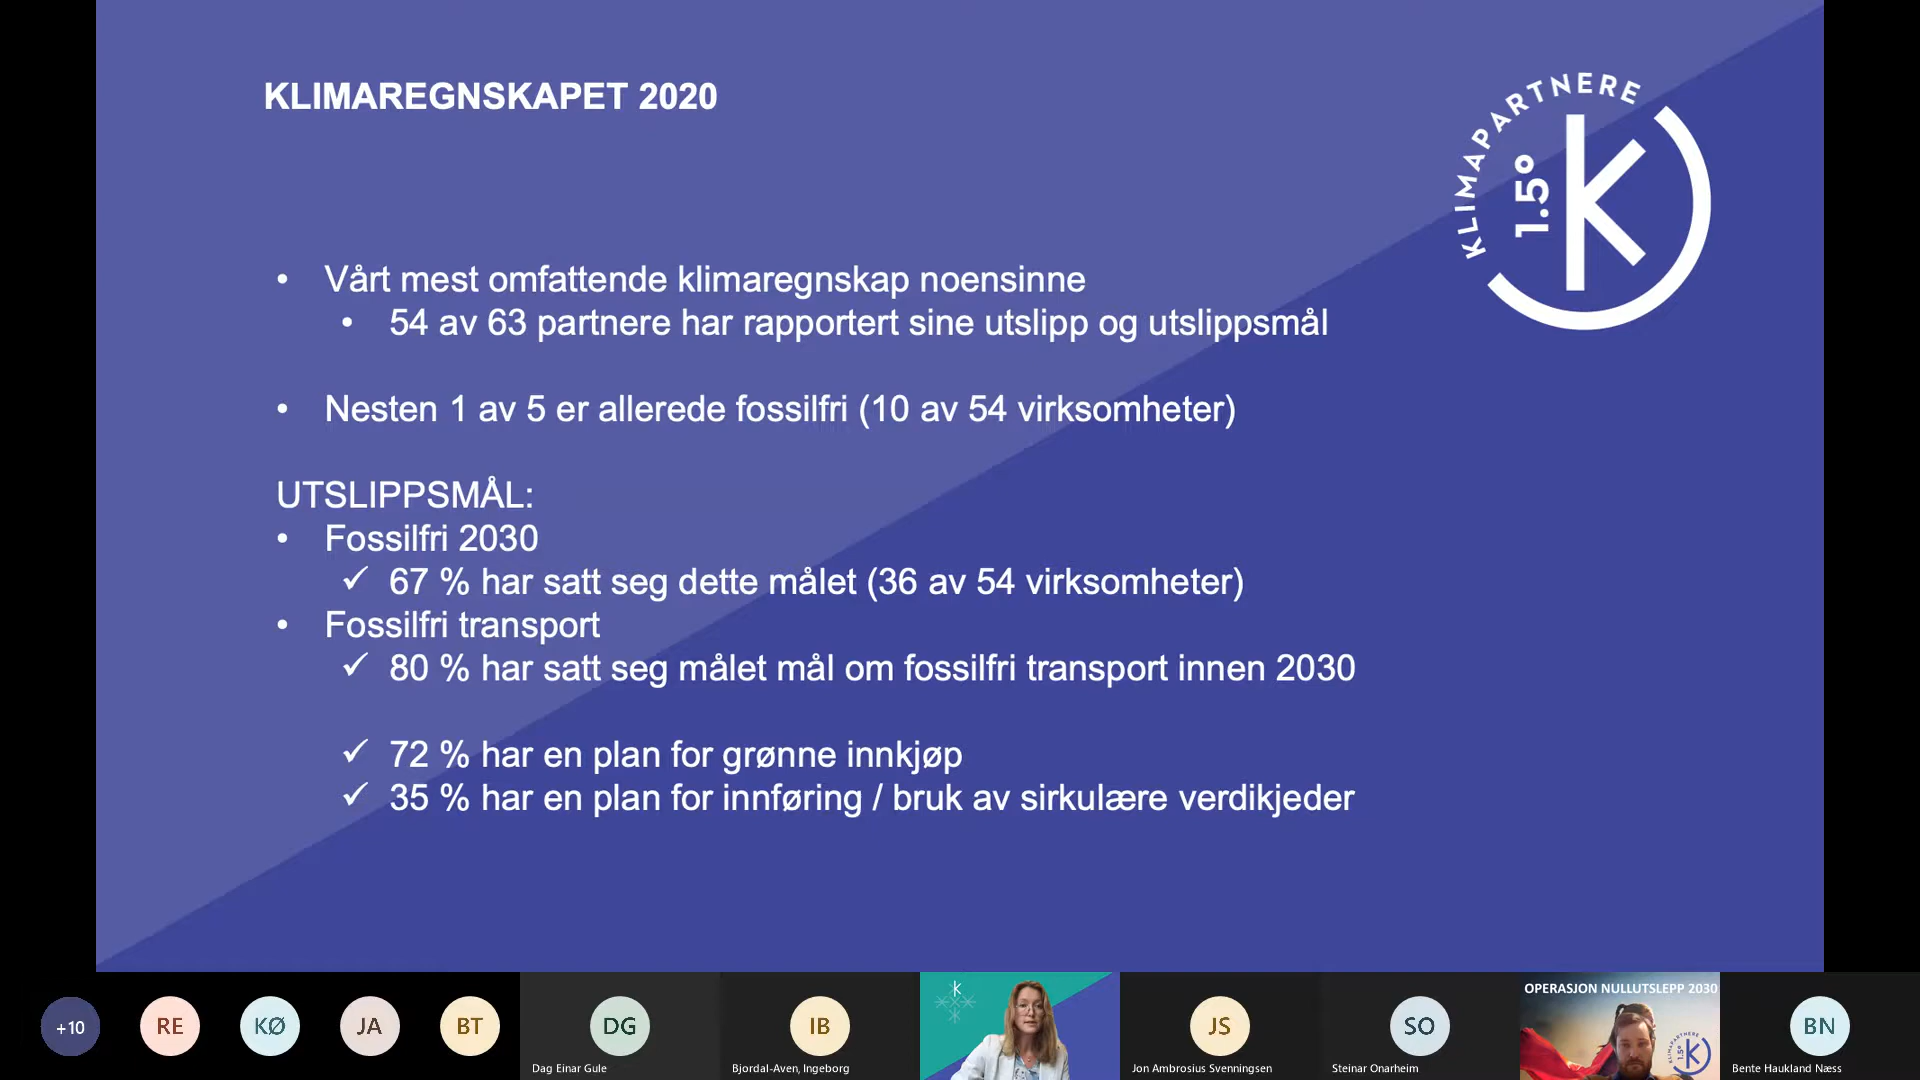 KLIMAREGNSKAPET 2020
KLIMAPARTNERE
1.5°
K
• Vårt mest omfattende klimaregnskap noensinne
• 54 av 63 partnere har rapportert sine utslipp og utslippsmål
• Nesten 1 av 5 er allerede fossilfri (10 av 54 virksomheter)
UTSLIPPSMÅL:
• Fossilfri 2030
✓ 67 % har satt seg dette målet (36 av 54 virksomheter)
• Fossilfri transport
✓ 80 % har satt seg målet mål om fossilfri transport innen 2030
✓ 72 % har en plan for grønne innkjøp
✓ 35 % har en plan for innføring / bruk av sirkulære verdikjeder
+10
RE
KØ
JA
BT
DG
Dag Einar Gule
IB
Bjordal-Aven, Ingeborg
K
JS
Jon Ambrosius Svenningsen
SO
Steinar Onarheim
OPERASJON NULLUTSLEPP 2030
KLIMAPARTNERE
1.5°
K
BN
Bente Haukland Næss